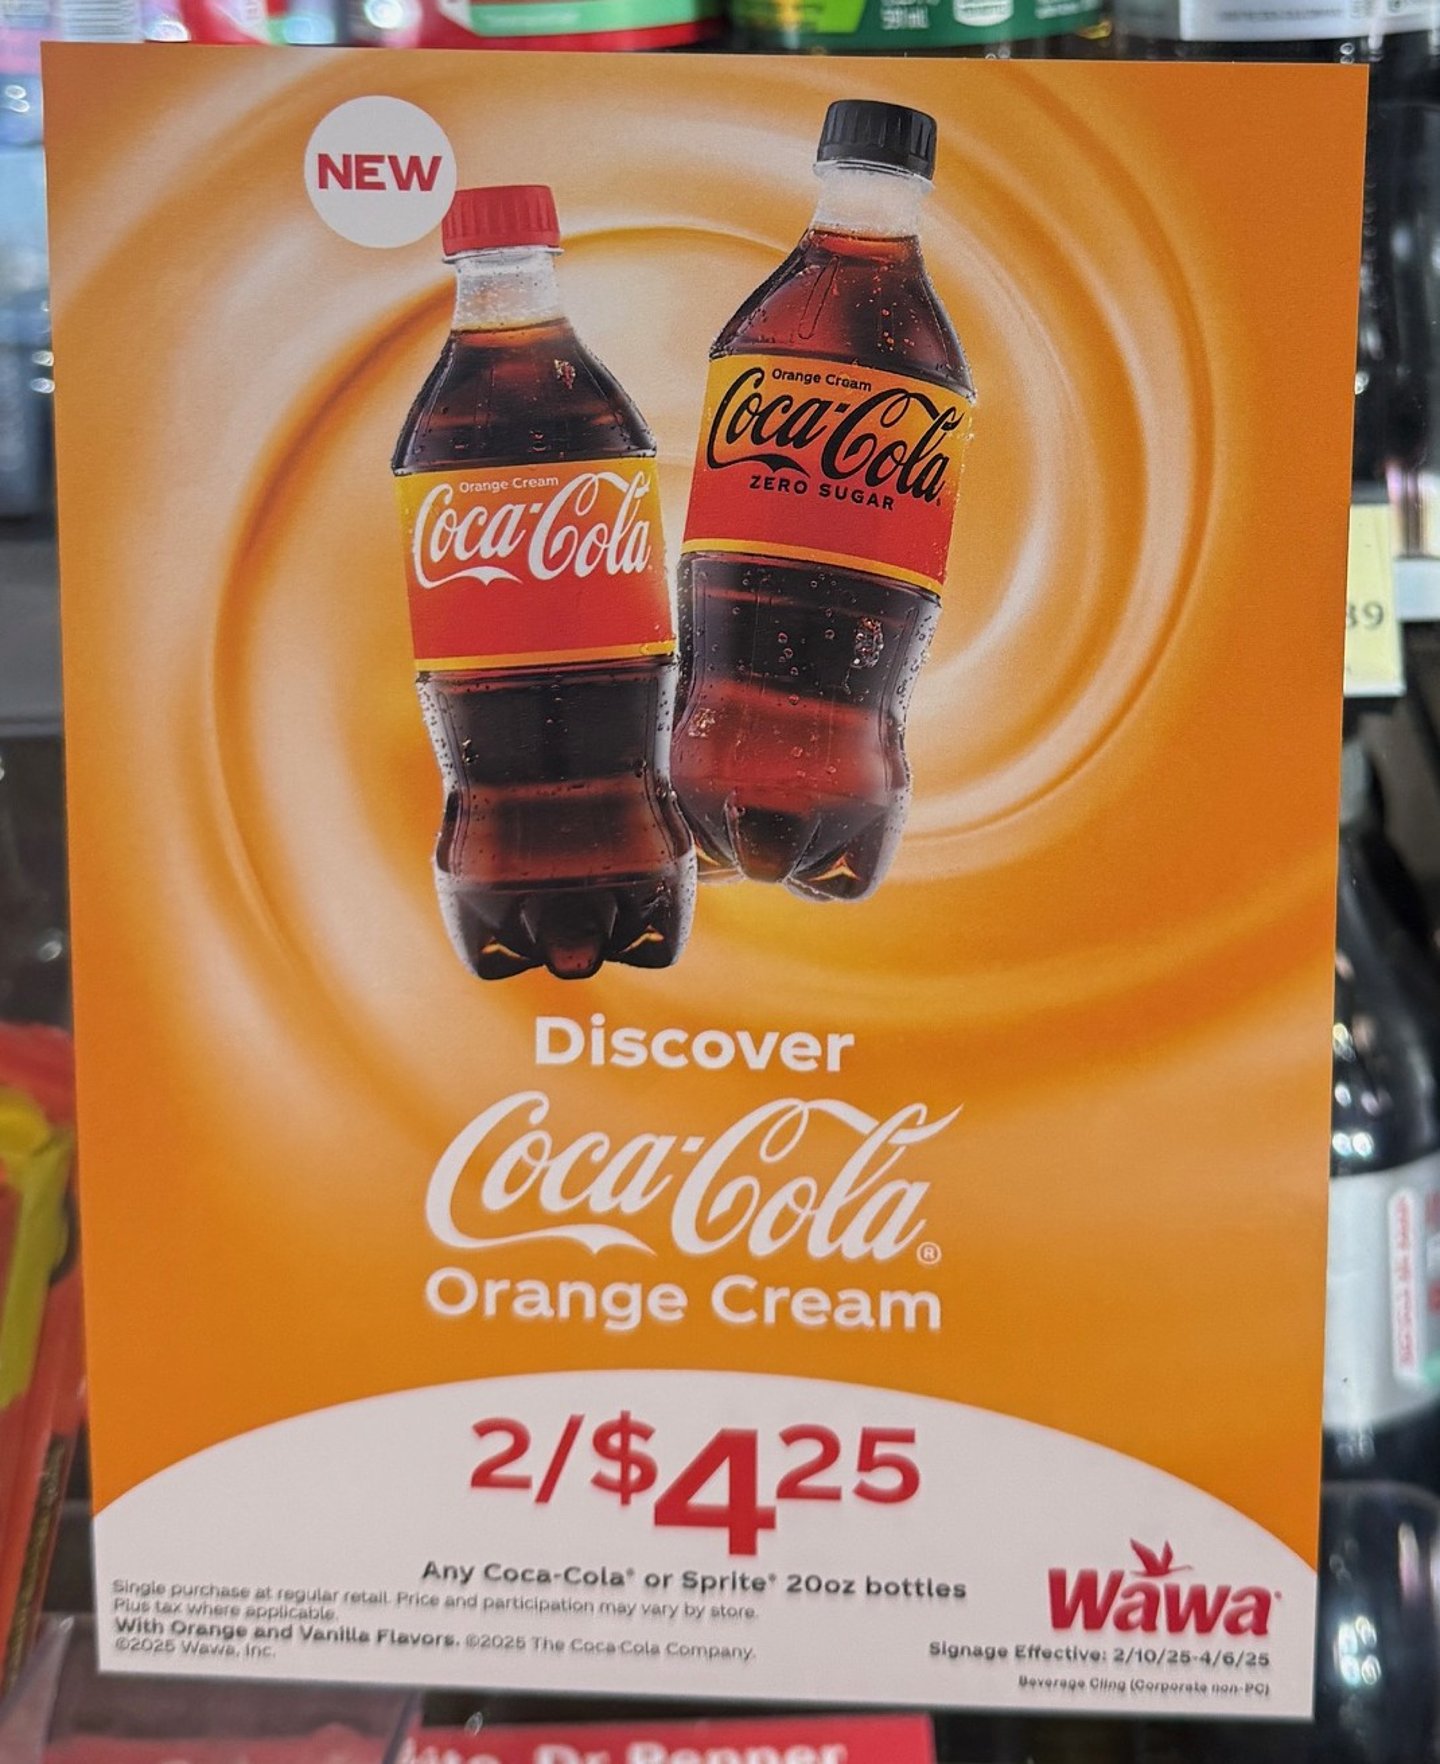 NEW
Orange Cream
Coca-Cola
ZERO SUGAR
Orange Cream
Coca-Cola
Discover
Coca-Cola®
Orange Cream
2/$425
Any Coca-Cola® or Sprite® 20oz bottles
Single purchase at regular retail. Price and participation may vary by store.
Plus tax where applicable.
With Orange and Vanilla Flavors. ©2025 The Coca-Cola Company.
©2025 Wawa, Inc.
Wawa
Signage Effective: 2/10/25-4/6/25
Beverage Cling (Corporate non-PC)
Dr Pepper